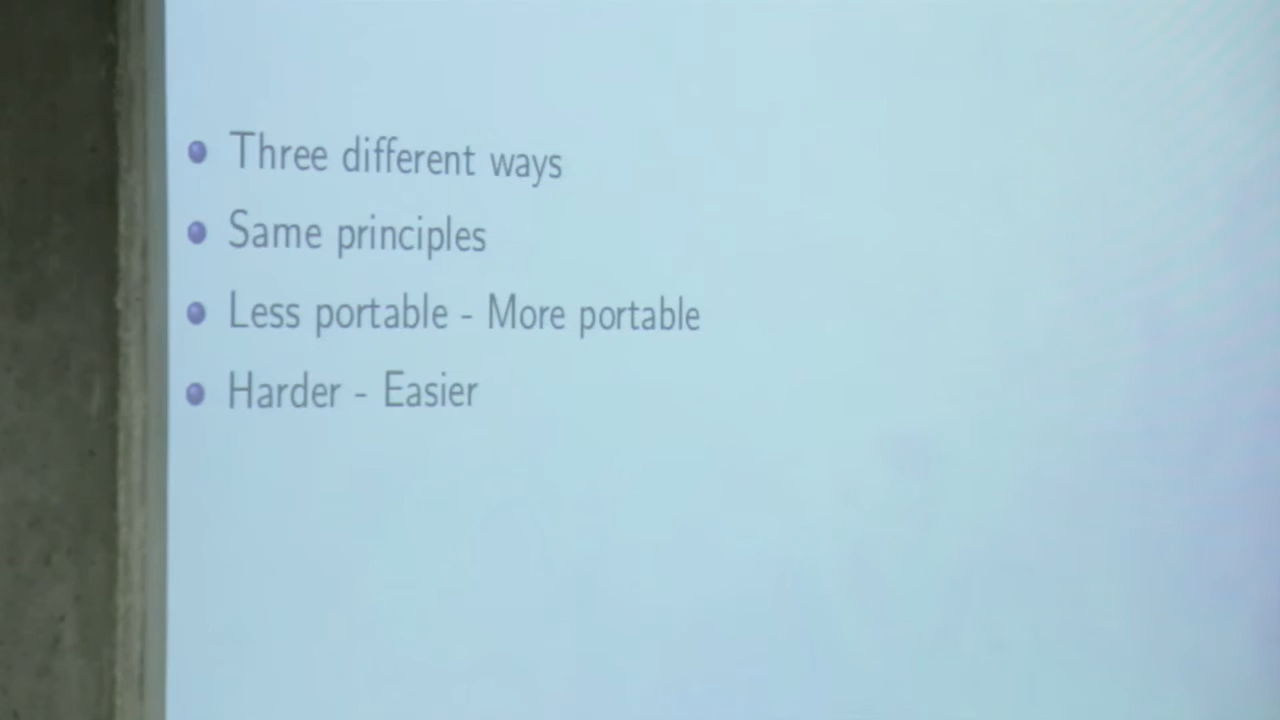 Three different ways
Same principles
Less portable - More portable
Harder - Easier